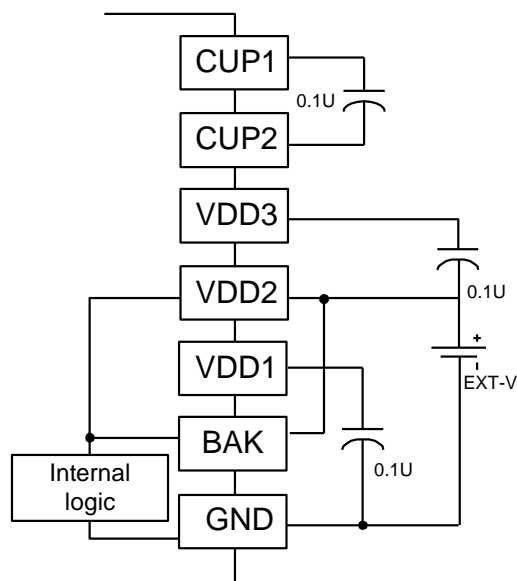 CUP1
0.1U
CUP2
VDD3
0.1U
VDD2
+
-
EXT-V
VDD1
BAK
0.1U
Internal
logic
GND